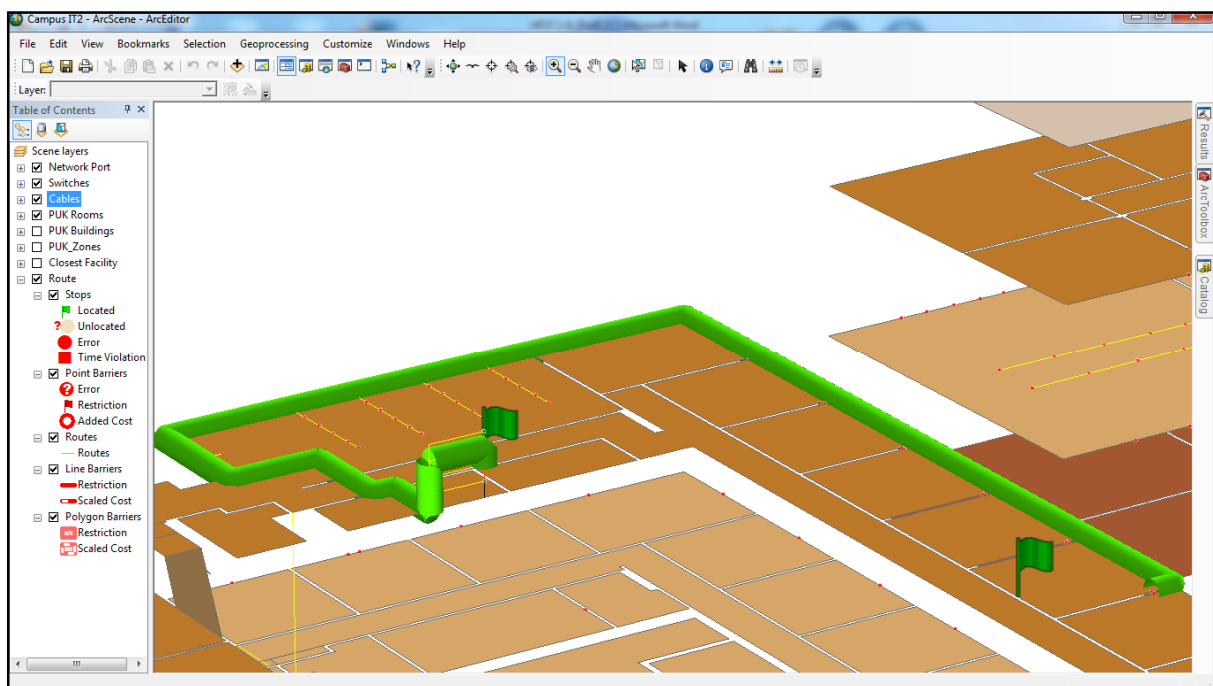 Campus IT2 - ArcScene - ArcEditor
File Edit View Bookmarks Selection Geoprocessing Customize Windows Help
Layer:
Table of Contents
Scene layers
Network Port
Switches
Cables
PUK Rooms
PUK Buildings
PUK_Zones
Closest Facility
Route
Stops
Located
? Unlocated
Error
Time Violation
Point Barriers
? Error
Restriction
Added Cost
Routes
Routes
Line Barriers
Restriction
Scaled Cost
Polygon Barriers
Restriction
Scaled Cost
Results
ArcToolbox
Catalog